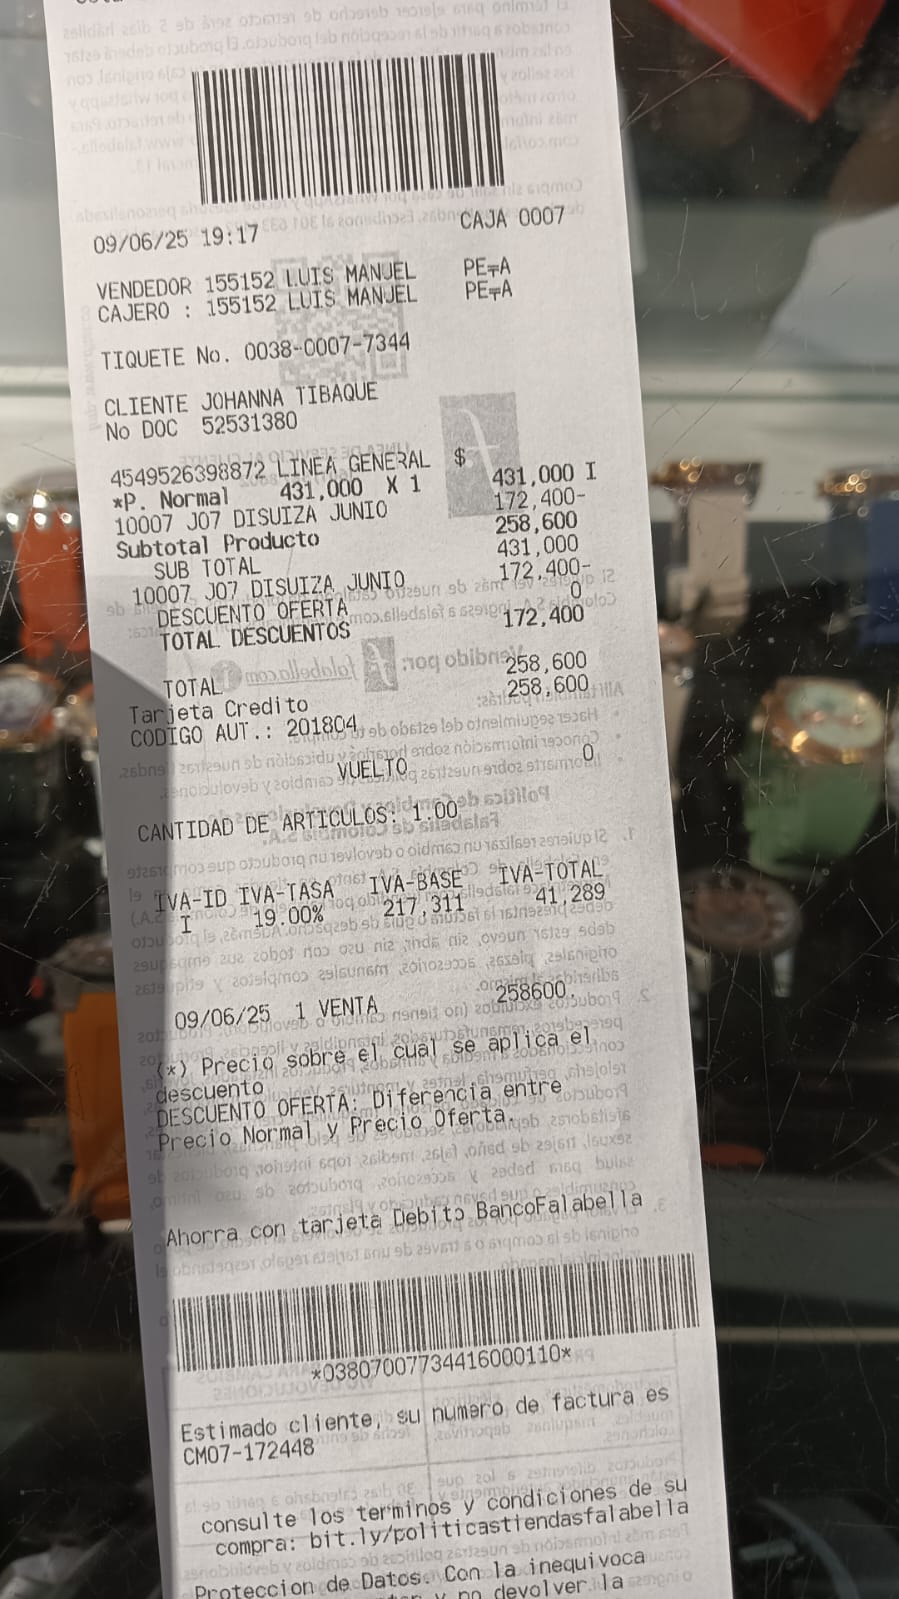 09/06/25 19:17 CAJA 0007
VENDEDOR 155152 LUIS MANUEL
CAJERO : 155152 LUIS MANUEL
TIQUETE No. 0038-0007-7344
CLIENTE JOHANNA TIBAQUE
No DOC 52531380
4549526398872 LINEA GENERAL $ 431,000 I
*P. Normal 431,000 X 1
10007 J07 DISUIZA JUNIO 172,400-
Subtotal Producto 258,600
SUB TOTAL 431,000
10007 J07 DISUIZA JUNIO 172,400-
DESCUENTO OFERTA 0
TOTAL DESCUENTOS 172,400
TOTAL 258,600
Tarjeta Credito 258,600
CODIGO AUT.: 201804
VUELTO 0
CANTIDAD DE ARTICULOS: 1.00
IVA-ID IVA-TASA IVA-BASE IVA-TOTAL
I 19.00% 217,311 41,289
09/06/25 1 VENTA 258600.
(*) Precio sobre el cual se aplica el
descuento
DESCUENTO OFERTA: Diferencia entre
Precio Normal y Precio Oferta.
Ahorra con tarjeta Debito BancoFalabella
*03807007734416000110*
Estimado cliente, su numero de factura es
CM07-172448
consulte los terminos y condiciones de su
compra: bit.ly/politicastiendasfalabella
Proteccion de Datos. Con la inequivoca
y no devolver la